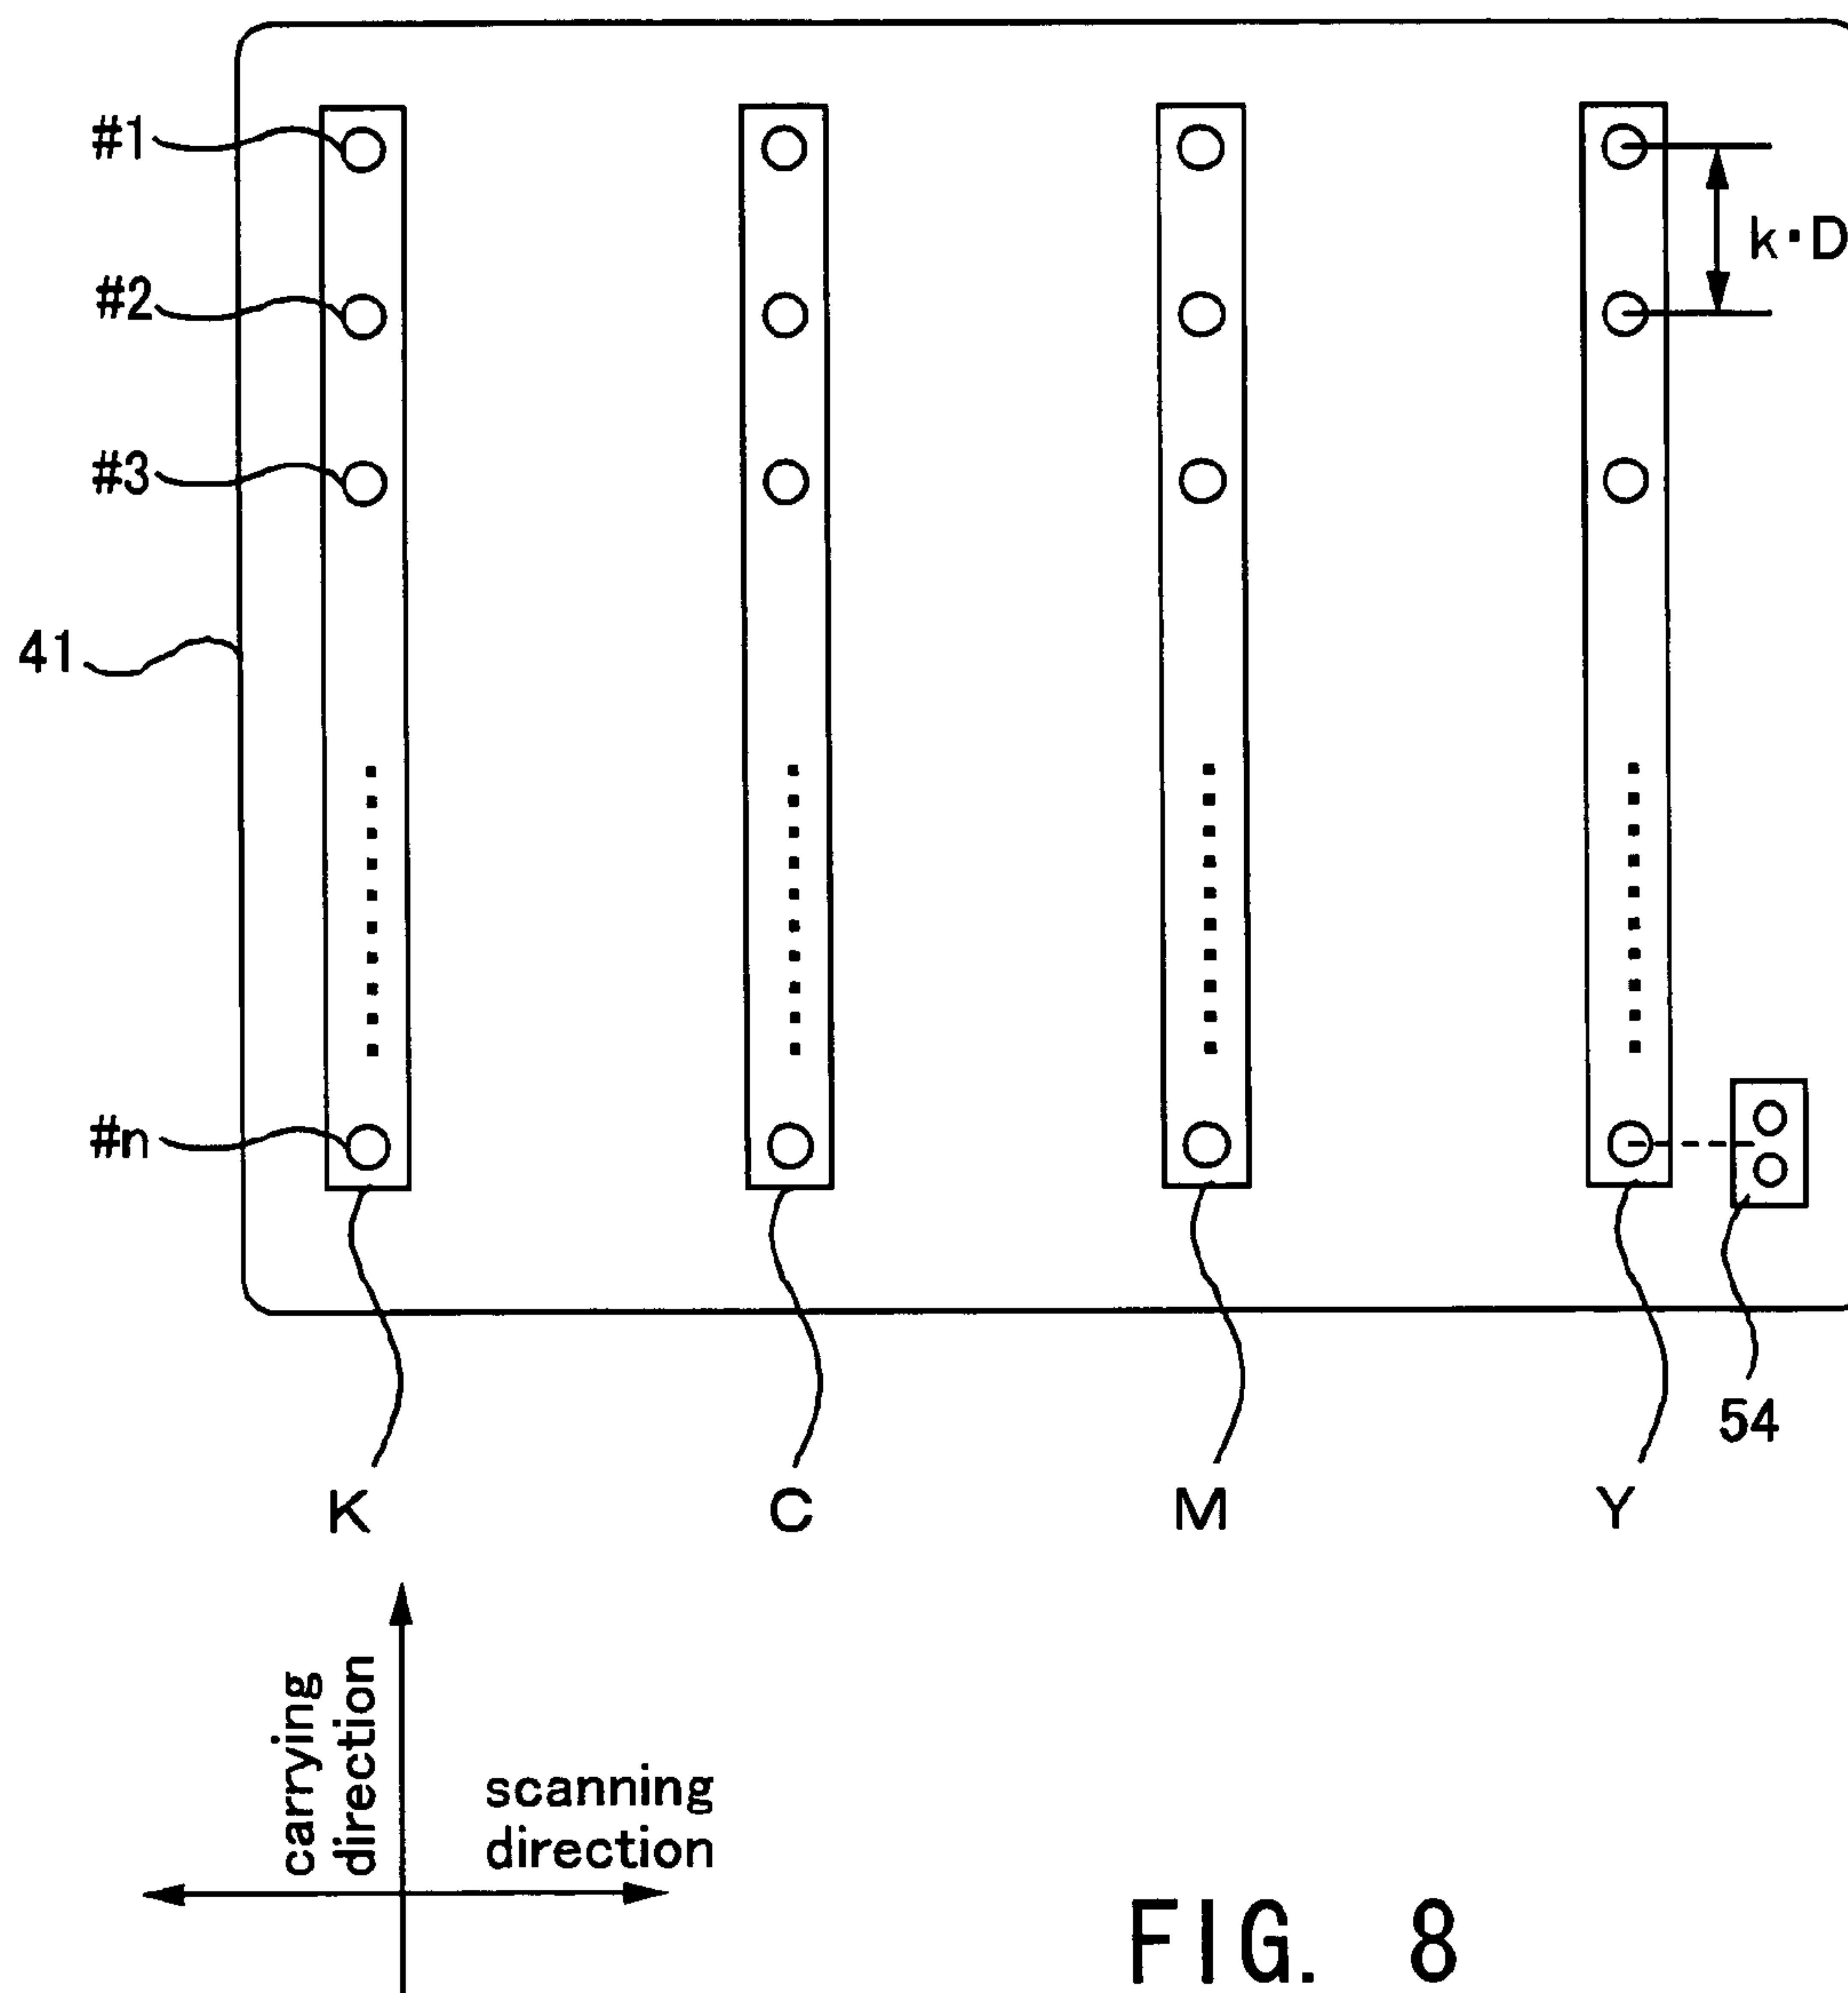 #1
k·D
#2
#3
41
#n
54
K C M Y
carrying
direction
scanning
direction
FIG. 8